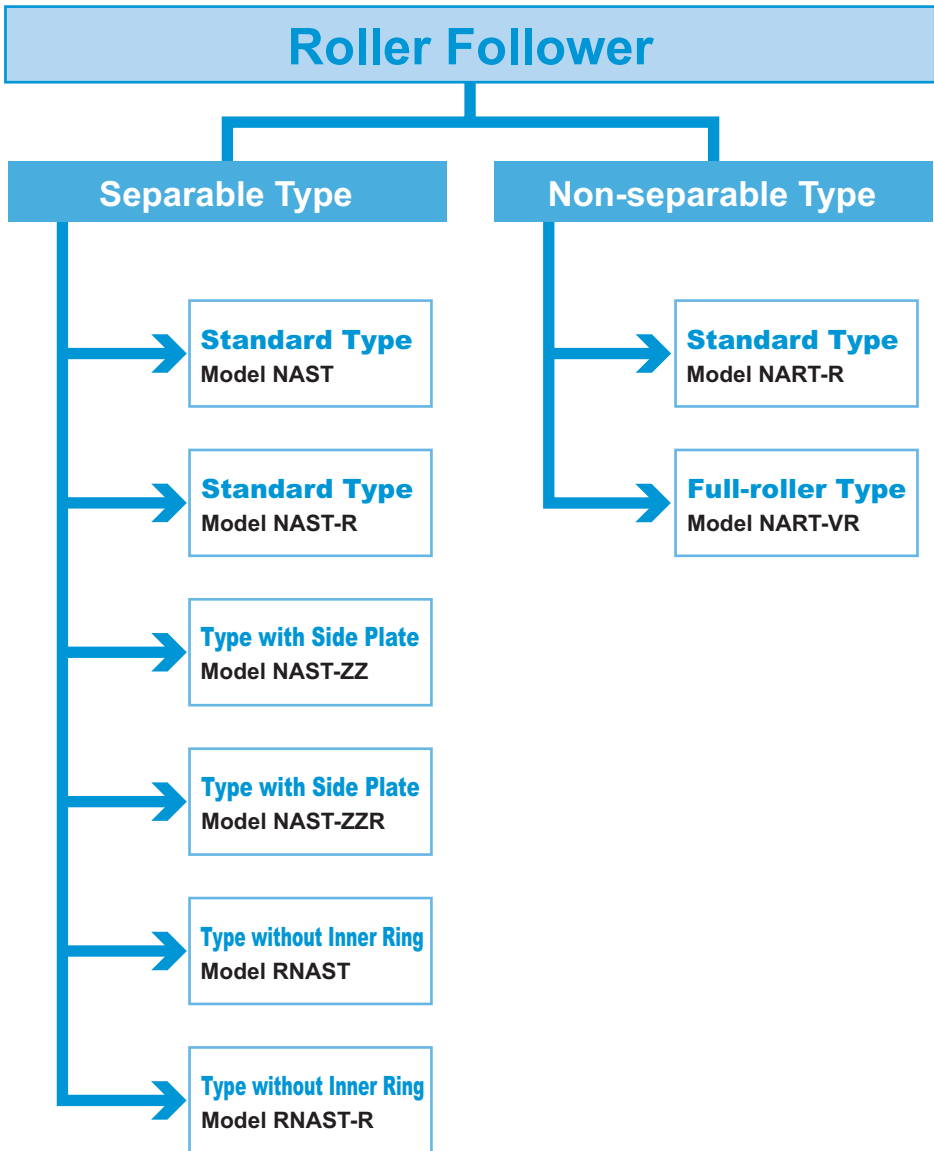 Roller Follower
Separable Type
Standard Type
Model NAST
Standard Type
Model NAST-R
Type with Side Plate
Model NAST-ZZ
Type with Side Plate
Model NAST-ZZR
Type without Inner Ring
Model RNAST
Type without Inner Ring
Model RNAST-R
Non-separable Type
Standard Type
Model NART-R
Full-roller Type
Model NART-VR